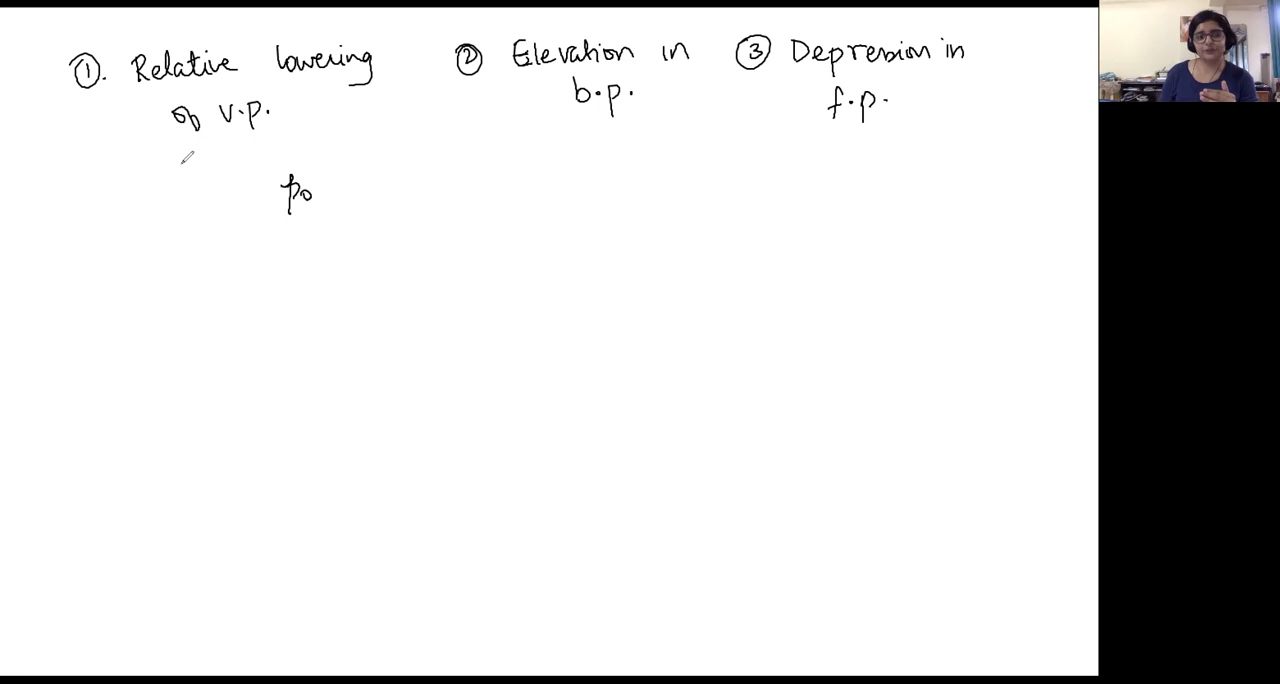 ① Relative lowering
of v.p.
p₀
② Elevation in
b.p.
③ Depression in
f.p.